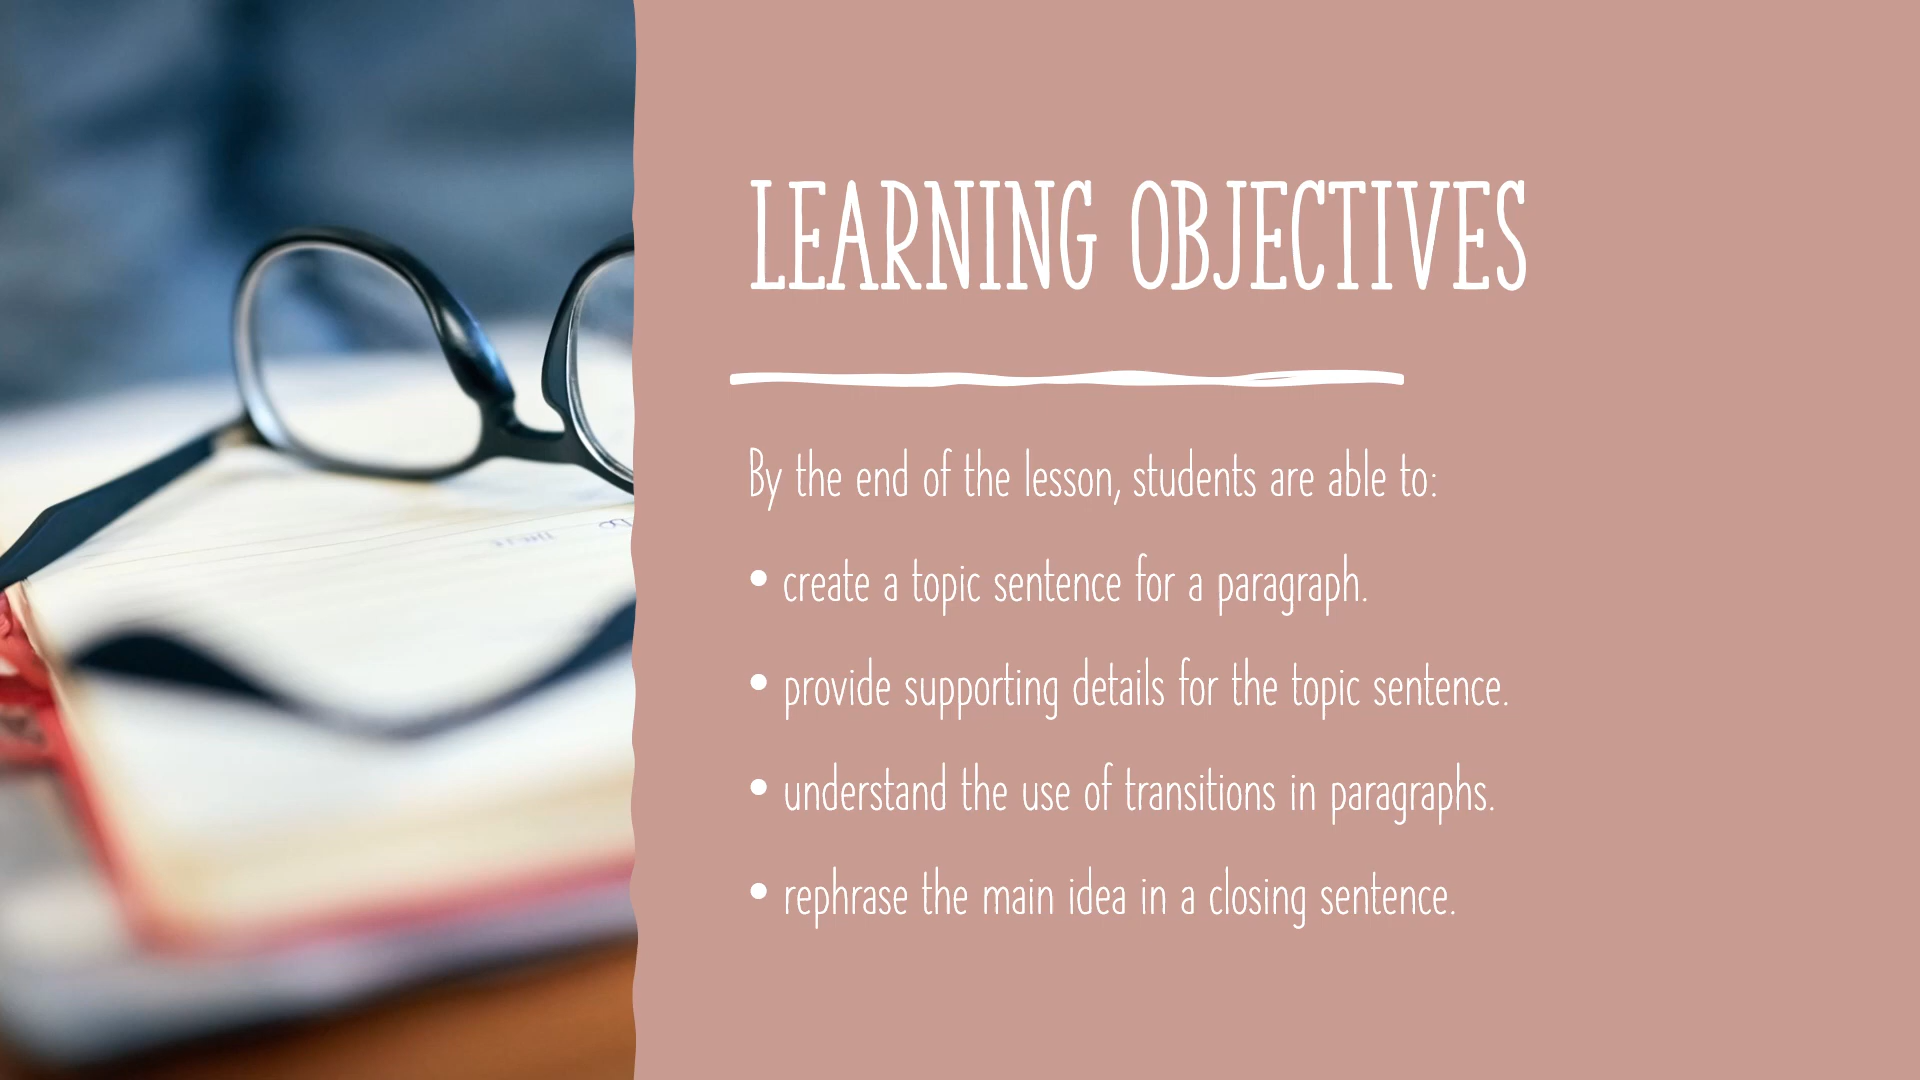 LEARNING OBJECTIVES
By the end of the lesson, students are able to:
• create a topic sentence for a paragraph.
• provide supporting details for the topic sentence.
• understand the use of transitions in paragraphs.
• rephrase the main idea in a closing sentence.